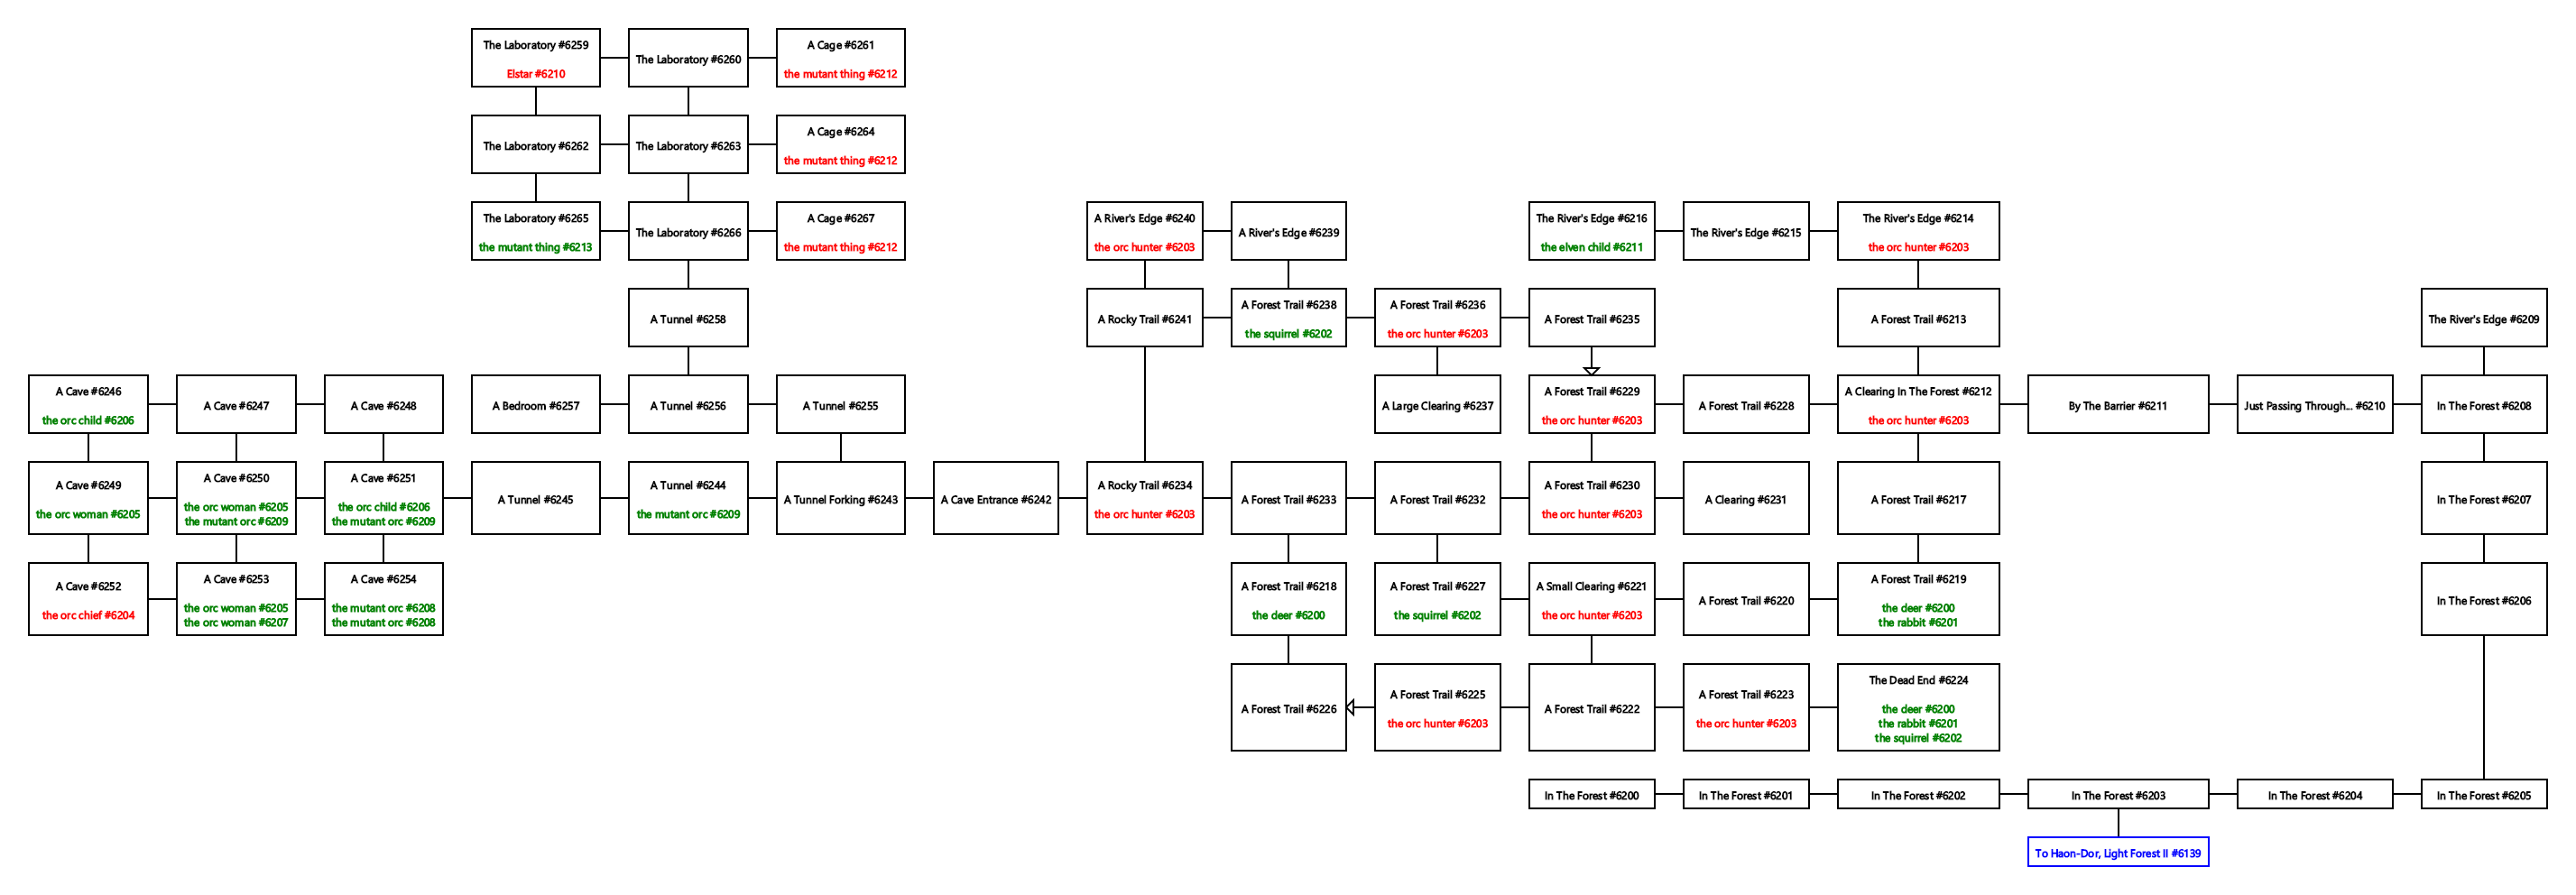 The Laboratory #6259
Elstar #6210
The Laboratory #6260
A Cage #6261
the mutant thing #6212
The Laboratory #6262
The Laboratory #6263
A Cage #6264
the mutant thing #6212
The Laboratory #6265
the mutant thing #6213
The Laboratory #6266
A Cage #6267
the mutant thing #6212
A River's Edge #6240
the orc hunter #6203
A River's Edge #6239
The River's Edge #6216
the elven child #6211
The River's Edge #6215
The River's Edge #6214
the orc hunter #6203
A Tunnel #6258
A Rocky Trail #6241
A Forest Trail #6238
the squirrel #6202
A Forest Trail #6236
the orc hunter #6203
A Forest Trail #6235
A Forest Trail #6213
The River's Edge #6209
A Cave #6246
the orc child #6206
A Cave #6247
A Cave #6248
A Bedroom #6257
A Tunnel #6256
A Tunnel #6255
A Large Clearing #6237
A Forest Trail #6229
the orc hunter #6203
A Forest Trail #6228
A Clearing In The Forest #6212
the orc hunter #6203
By The Barrier #6211
Just Passing Through... #6210
In The Forest #6208
A Cave #6249
the orc woman #6205
A Cave #6250
the orc woman #6205
the mutant orc #6209
A Cave #6251
the orc child #6206
the mutant orc #6209
A Tunnel #6245
A Tunnel #6244
the mutant orc #6209
A Tunnel Forking #6243
A Cave Entrance #6242
A Rocky Trail #6234
the orc hunter #6203
A Forest Trail #6233
A Forest Trail #6232
A Forest Trail #6230
the orc hunter #6203
A Clearing #6231
A Forest Trail #6217
In The Forest #6207
A Cave #6252
the orc chief #6204
A Cave #6253
the orc woman #6205
the orc woman #6207
A Cave #6254
the mutant orc #6208
the mutant orc #6208
A Forest Trail #6218
the deer #6200
A Forest Trail #6227
the squirrel #6202
A Small Clearing #6221
the orc hunter #6203
A Forest Trail #6220
A Forest Trail #6219
the deer #6200
the rabbit #6201
In The Forest #6206
A Forest Trail #6226
A Forest Trail #6225
the orc hunter #6203
A Forest Trail #6222
A Forest Trail #6223
the orc hunter #6203
The Dead End #6224
the deer #6200
the rabbit #6201
the squirrel #6202
In The Forest #6200
In The Forest #6201
In The Forest #6202
In The Forest #6203
In The Forest #6204
In The Forest #6205
To Haon-Dor, Light Forest II #6139